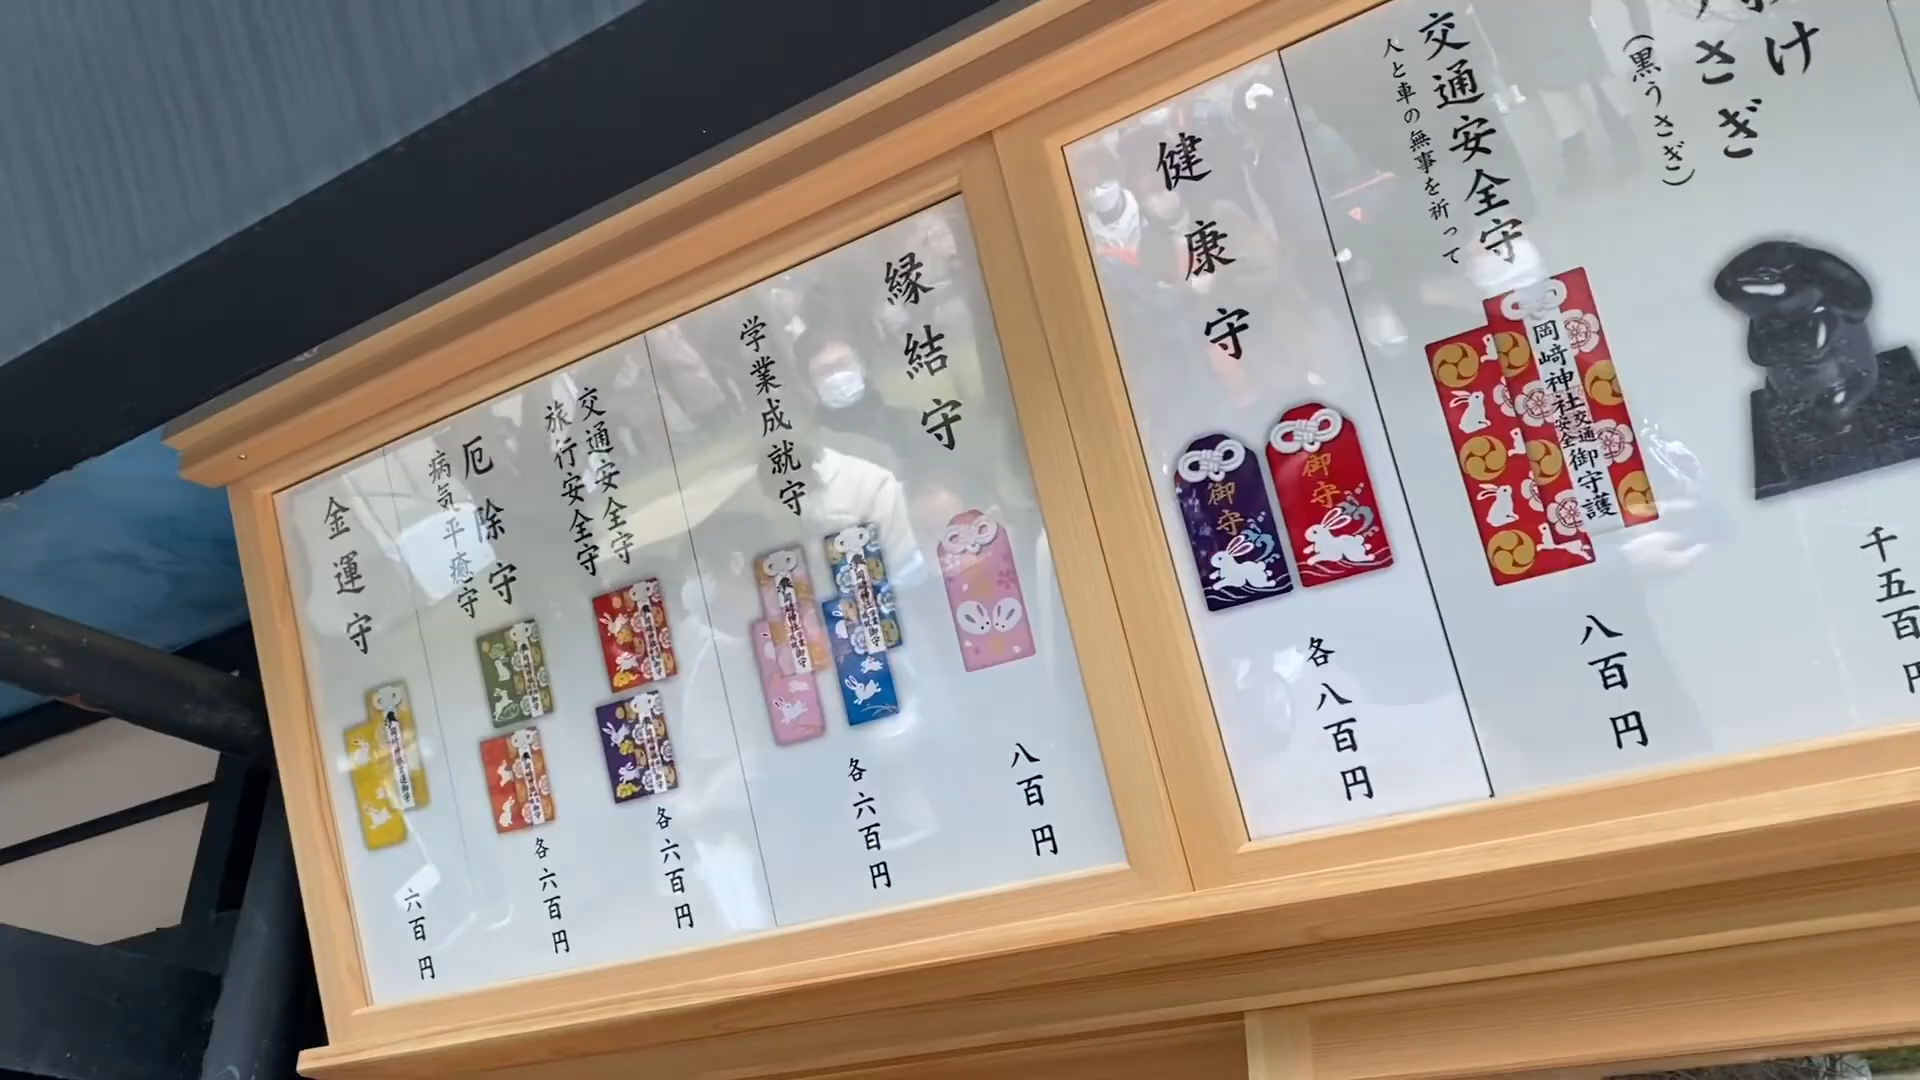 さぎ
け
(黒うさぎ)
千五百円
交通安全守
人と車の無事を祈って
岡﨑神社交通安全御守護
八百円
健康守
御守
御守
各八百円
縁結守
八百円
学業成就守
各六百円
交通安全守
旅行安全守
各六百円
厄除守
病気平癒守
各六百円
金運守
六百円